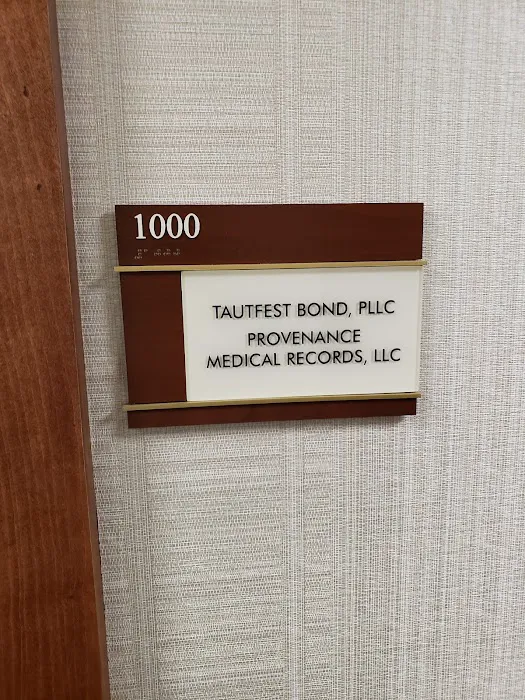 1000
TAUTFEST BOND, PLLC
PROVENANCE
MEDICAL RECORDS, LLC